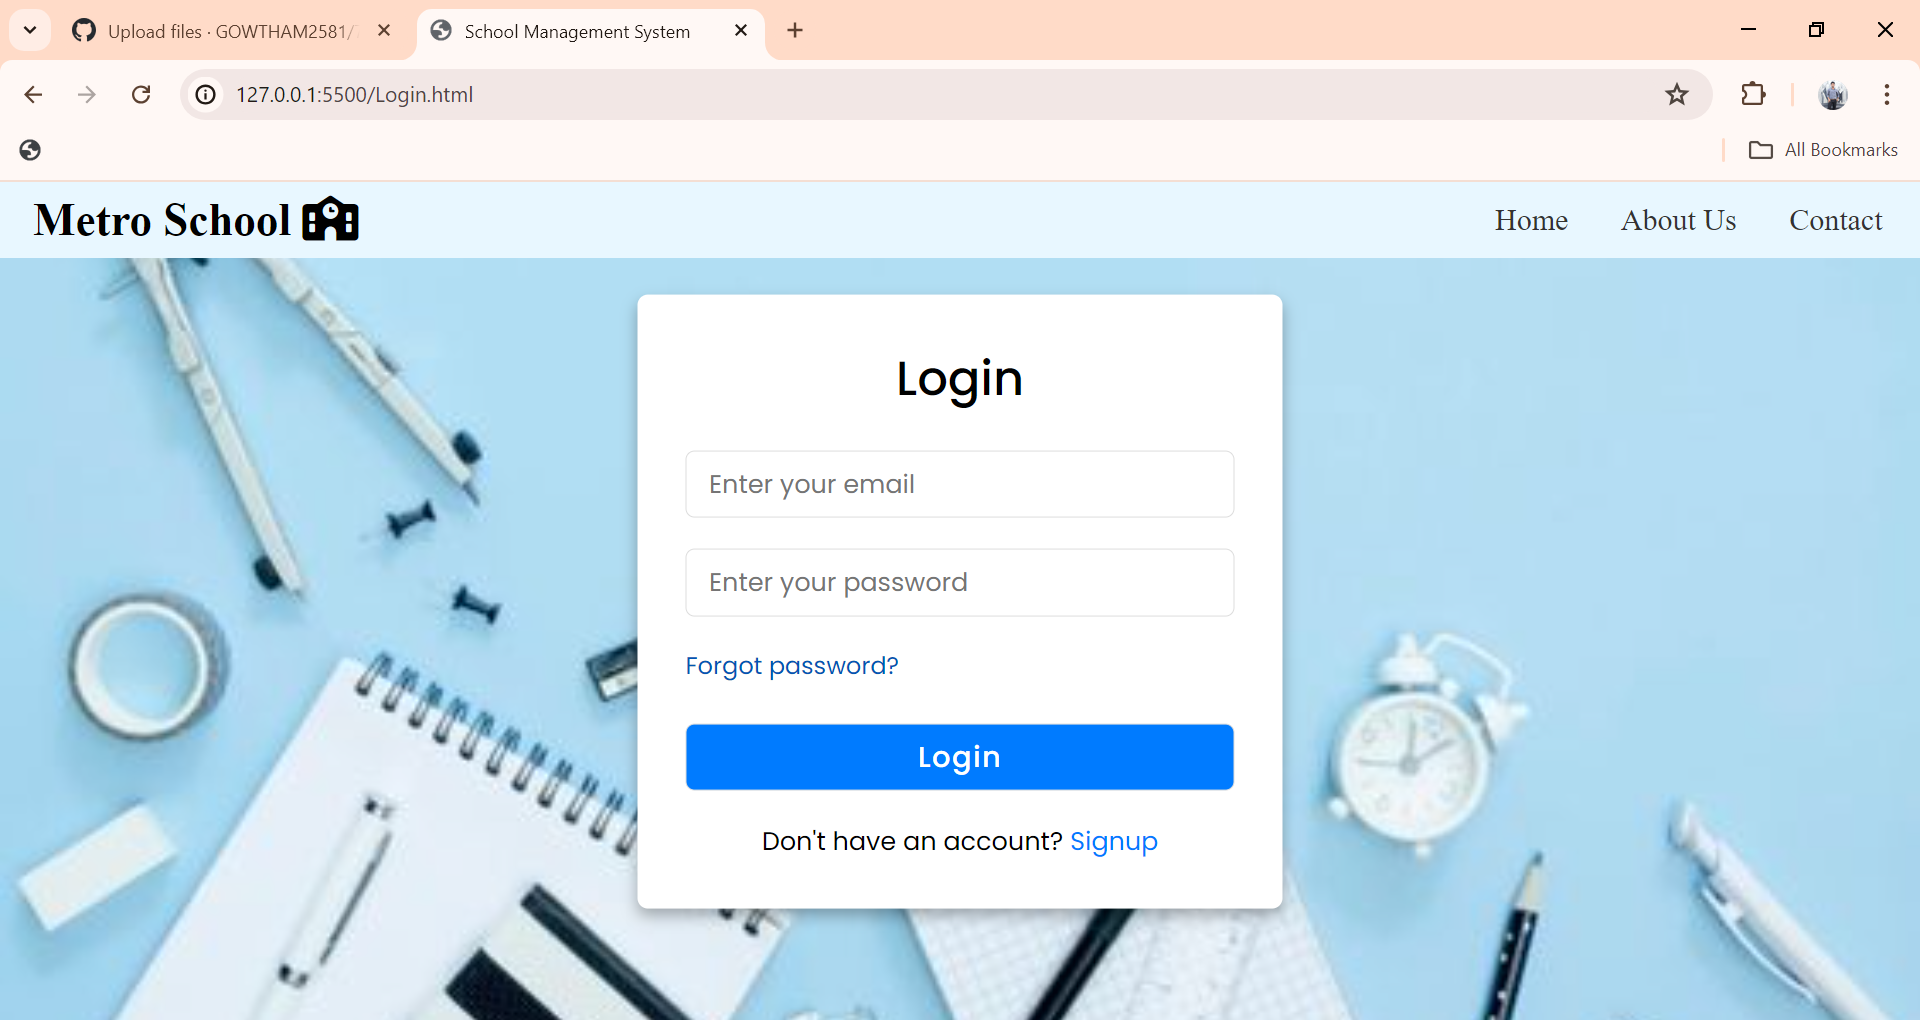 Upload files · GOWTHAM2581/
School Management System
127.0.0.1:5500/Login.html
All Bookmarks
Metro School
Home
About Us
Contact
Login
Enter your email
Enter your password
Forgot password?
Login
Don't have an account? Signup